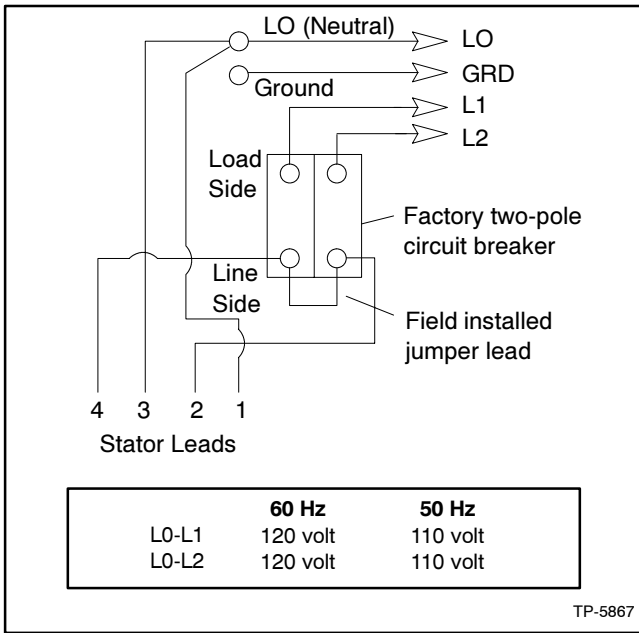 LO (Neutral)
LO
GRD
Ground
L1
L2
Load
Side
Factory two-pole
circuit breaker
Line
Side
Field installed
jumper lead
4 3 2 1
Stator Leads
60 Hz 50 Hz
L0-L1 120 volt 110 volt
L0-L2 120 volt 110 volt
TP-5867